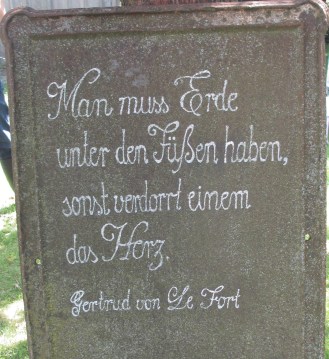 Man muss Erde
unter den Füßen haben,
sonst verdorrt einem
das Herz.
Gertrud von Le Fort